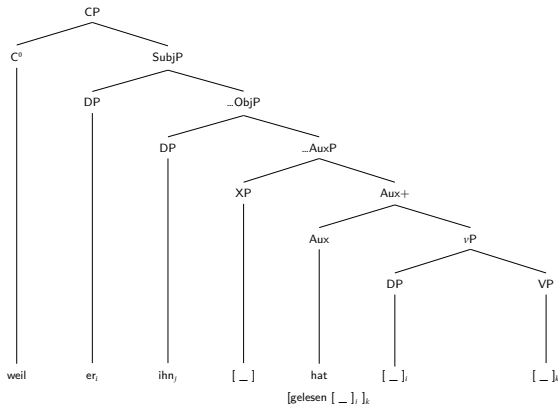 CP
C⁰ SubjP
DP ...ObjP
DP ...AuxP
XP Aux+
Aux vP
DP VP
weil erᵢ ihnⱼ [ _ ] hat [ _ ]ᵢ [ _ ]ₖ
[gelesen [ _ ]ⱼ ]ₖ